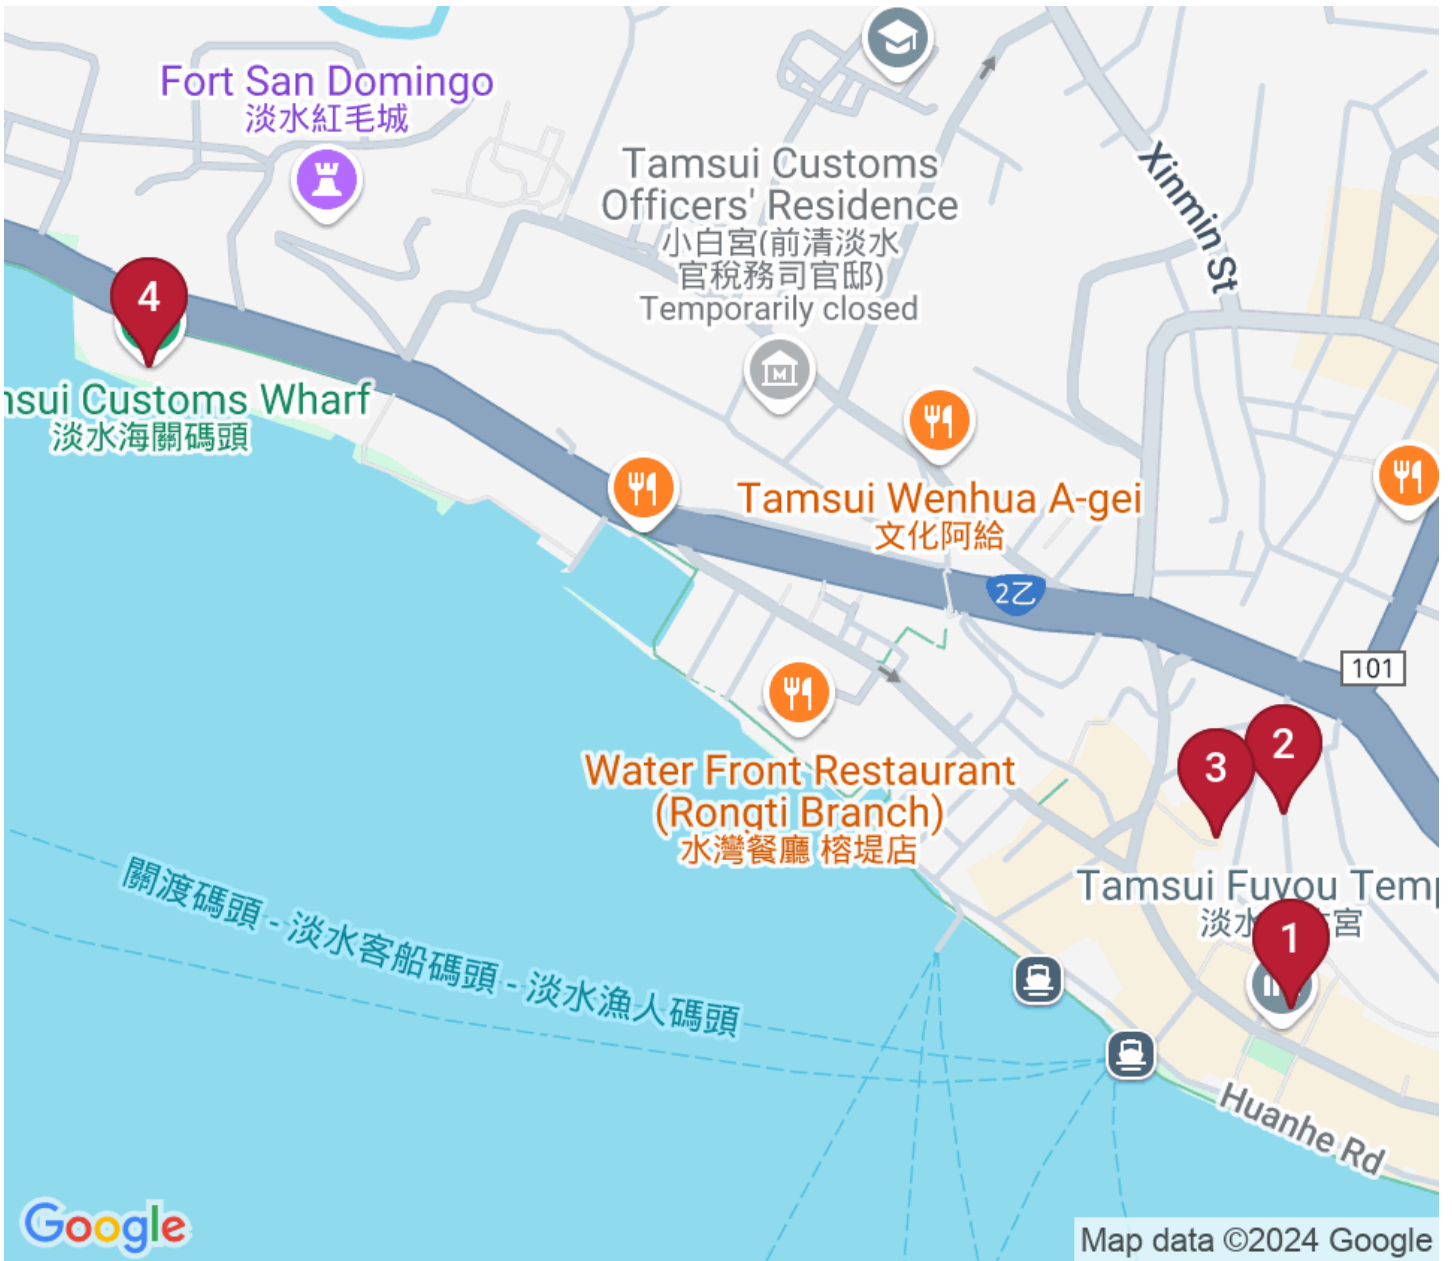 Fort San Domingo
淡水紅毛城
Tamsui Customs
Officers' Residence
小白宮(前清淡水
官稅務司官邸)
Temporarily closed
Xinmin St
4
nsui Customs Wharf
淡水海關碼頭
Tamsui Wenhua A-gei
文化阿給
2乙
101
Water Front Restaurant
(Rongti Branch)
水灣餐廳 榕堤店
3
2
Tamsui Fuyou Temp
淡水 宮
1
關渡碼頭 - 淡水客船碼頭 - 淡水漁人碼頭
Huanhe Rd
Google
Map data ©2024 Google